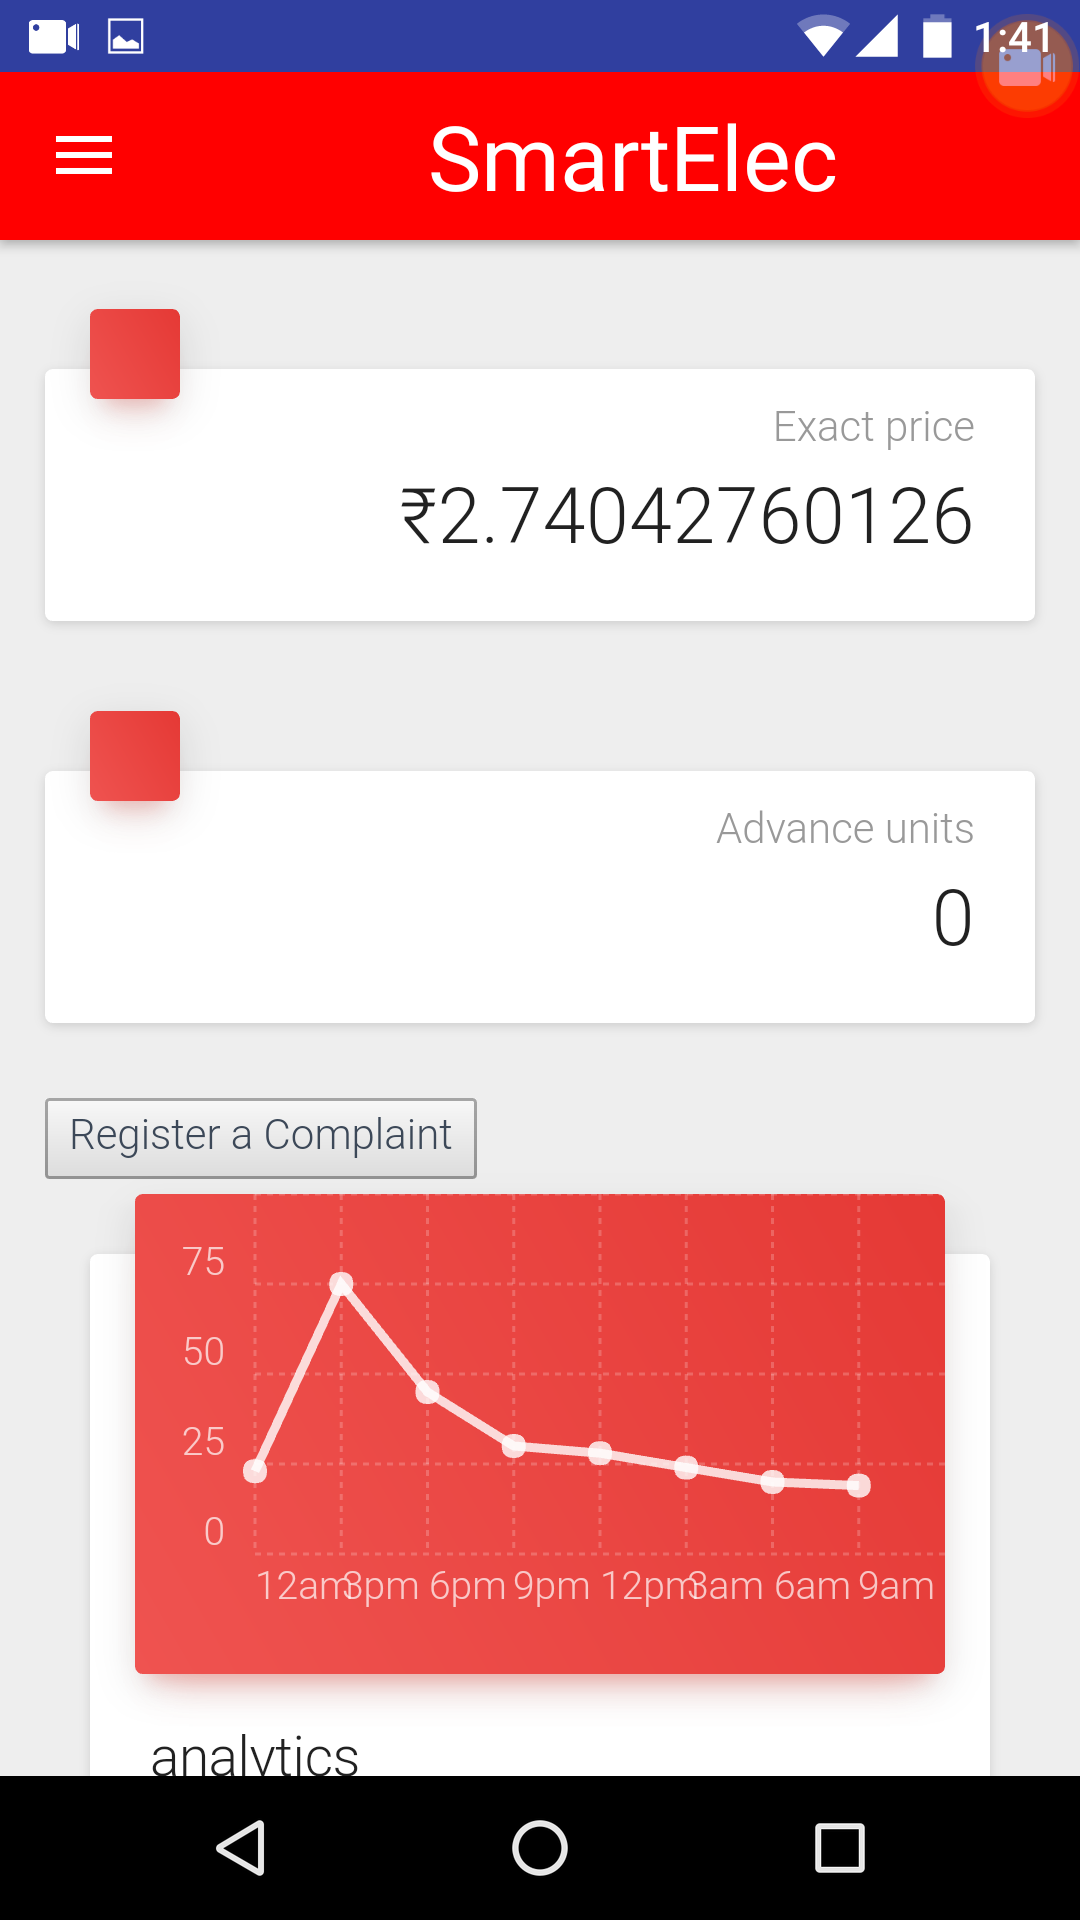 1:41
SmartElec
Exact price
₹2.74042760126
Advance units
0
Register a Complaint
75
50
25
0
12am 3pm 6pm 9pm 12pm 3am 6am 9am
analytics